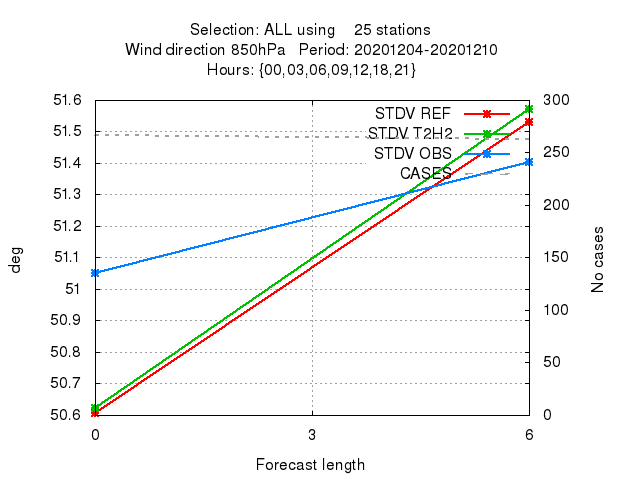 Selection: ALL using    25 stations
Wind direction 850hPa   Period: 20201204-20201210
Hours: {00,03,06,09,12,18,21}
51.6
51.5
51.4
51.3
51.2
51.1
51
50.9
50.8
50.7
50.6
deg
STDV REF
STDV T2H2
STDV OBS
CASES
300
250
200
150
100
50
0
No cases
0 3 6
Forecast length